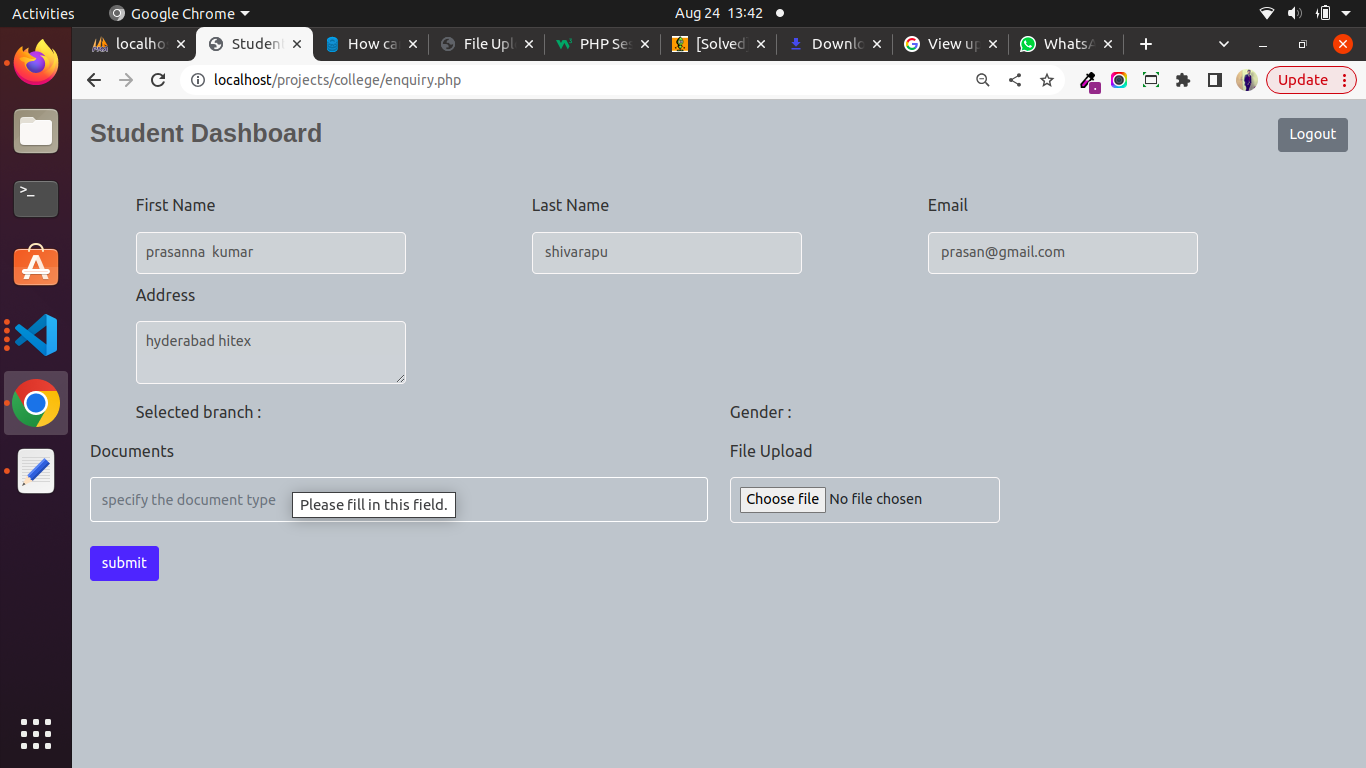 Activities Google Chrome Aug 24 13:42
localho Student How ca File Upl PHP Ses [Solved Downlo View up WhatsA
localhost/projects/college/enquiry.php Update
Student Dashboard Logout
First Name Last Name Email
prasanna kumar shivarapu prasan@gmail.com
Address
hyderabad hitex
Selected branch : Gender :
Documents File Upload
specify the document type Please fill in this field. Choose file No file chosen
submit